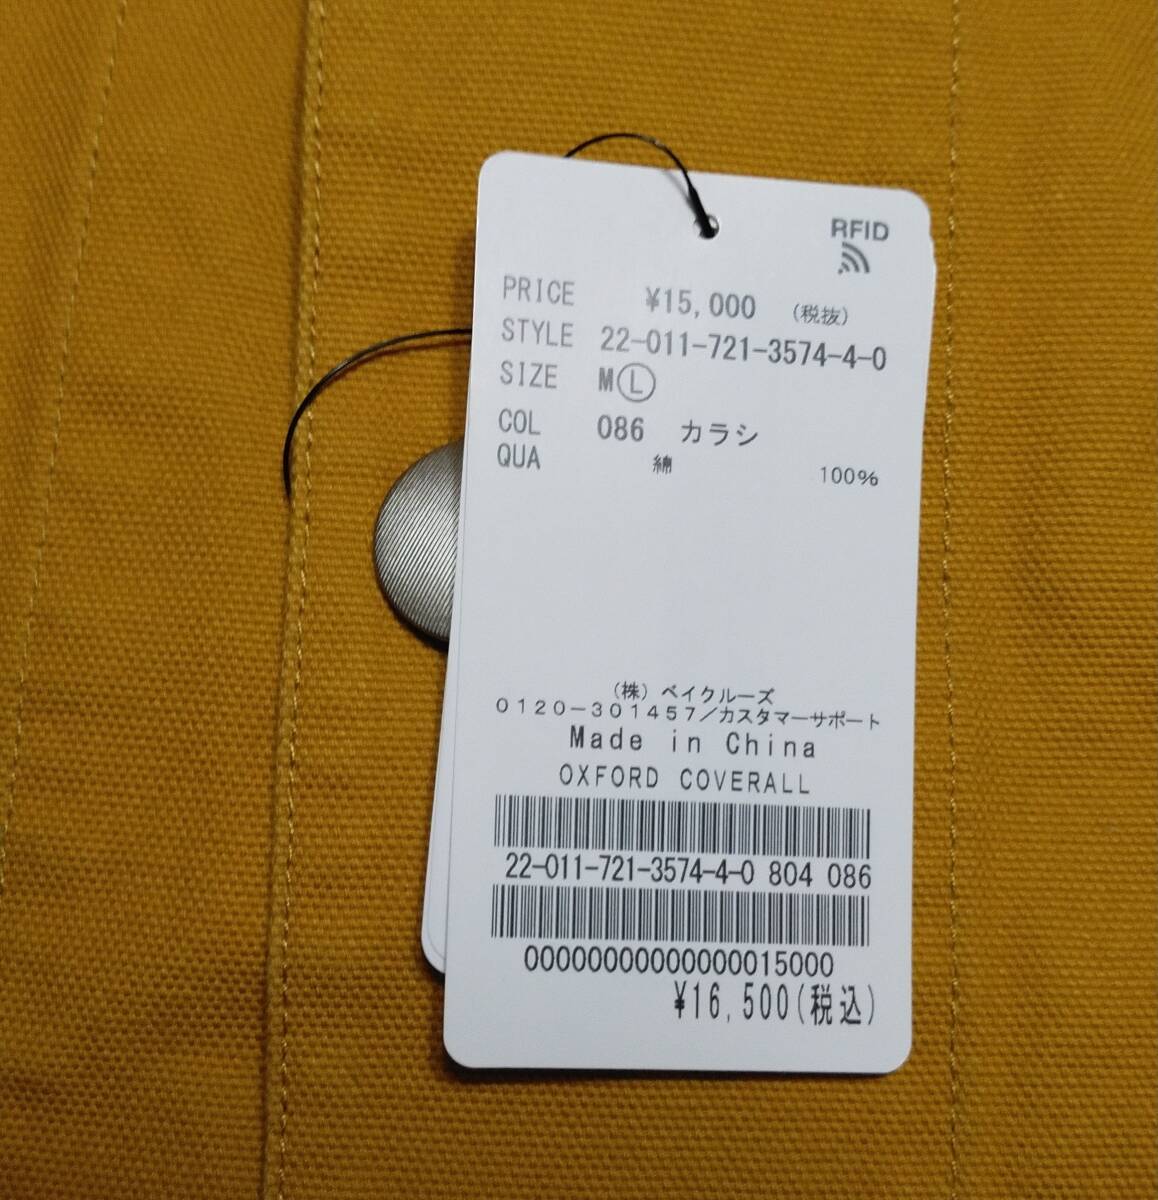 RFID
PRICE ¥15,000 (税抜)
STYLE 22-011-721-3574-4-0
SIZE M Ⓛ
COL 086 カラシ
QUA 綿 100%
(株) ベイクルーズ
0120-301457/カスタマーサポート
Made in China
OXFORD COVERALL
22-011-721-3574-4-0 804 086
00000000000000015000
¥16,500(税込)